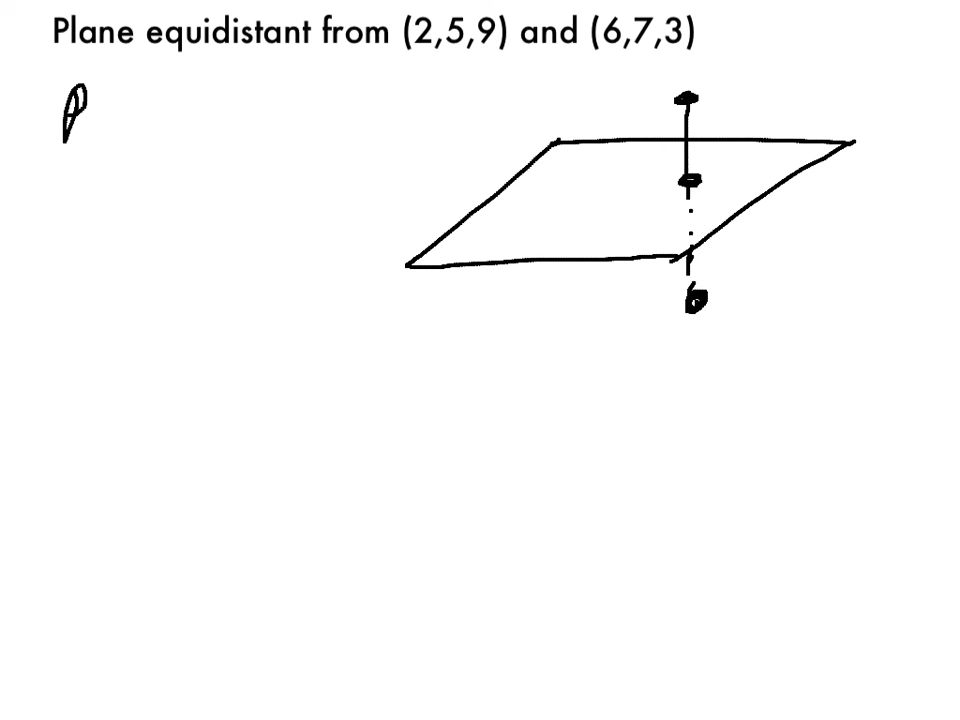 Plane equidistant from (2,5,9) and (6,7,3)
P